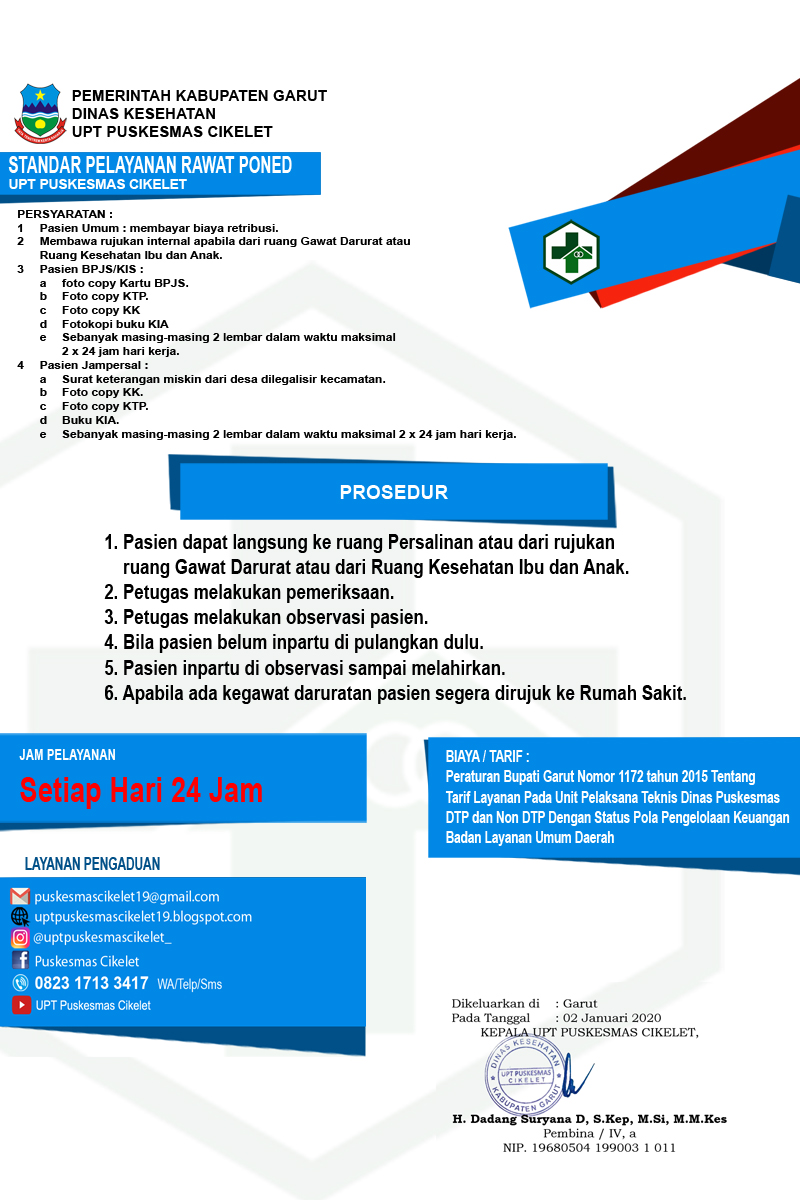 PEMERINTAH KABUPATEN GARUT
DINAS KESEHATAN
UPT PUSKESMAS CIKELET
STANDAR PELAYANAN RAWAT PONED
UPT PUSKESMAS CIKELET
PERSYARATAN :
1 Pasien Umum : membayar biaya retribusi.
2 Membawa rujukan internal apabila dari ruang Gawat Darurat atau
Ruang Kesehatan Ibu dan Anak.
3 Pasien BPJS/KIS :
a foto copy Kartu BPJS.
b Foto copy KTP.
c Foto copy KK
d Fotokopi buku KIA
e Sebanyak masing-masing 2 lembar dalam waktu maksimal
2 x 24 jam hari kerja.
4 Pasien Jampersal :
a Surat keterangan miskin dari desa dilegalisir kecamatan.
b Foto copy KK.
c Foto copy KTP.
d Buku KIA.
e Sebanyak masing-masing 2 lembar dalam waktu maksimal 2 x 24 jam hari kerja.
PROSEDUR
1. Pasien dapat langsung ke ruang Persalinan atau dari rujukan
ruang Gawat Darurat atau dari Ruang Kesehatan Ibu dan Anak.
2. Petugas melakukan pemeriksaan.
3. Petugas melakukan observasi pasien.
4. Bila pasien belum inpartu di pulangkan dulu.
5. Pasien inpartu di observasi sampai melahirkan.
6. Apabila ada kegawat daruratan pasien segera dirujuk ke Rumah Sakit.
JAM PELAYANAN
Setiap Hari 24 Jam
BIAYA / TARIF :
Peraturan Bupati Garut Nomor 1172 tahun 2015 Tentang
Tarif Layanan Pada Unit Pelaksana Teknis Dinas Puskesmas
DTP dan Non DTP Dengan Status Pola Pengelolaan Keuangan
Badan Layanan Umum Daerah
LAYANAN PENGADUAN
puskesmascikelet19@gmail.com
uptpuskesmascikelet19.blogspot.com
@uptpuskesmascikelet_
Puskesmas Cikelet
0823 1713 3417 WA/Telp/Sms
UPT Puskesmas Cikelet
Dikeluarkan di : Garut
Pada Tanggal : 02 Januari 2020
KEPALA UPT PUSKESMAS CIKELET,
DINAS KESEHATAN
UPT PUSKESMAS
CIKELET
KABUPATEN GARUT
H. Dadang Suryana D, S.Kep, M.Si, M.M.Kes
Pembina / IV, a
NIP. 19680504 199003 1 011